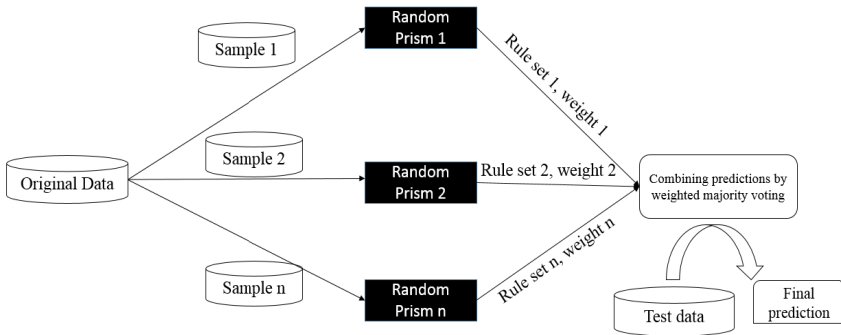 Sample 1
Random
Prism 1
Rule set 1, weight 1
Original Data
Sample 2
Random
Prism 2
Rule set 2, weight 2
Combining predictions by
weighted majority voting
Sample n
Random
Prism n
Rule set n, weight n
Test data
Final
prediction